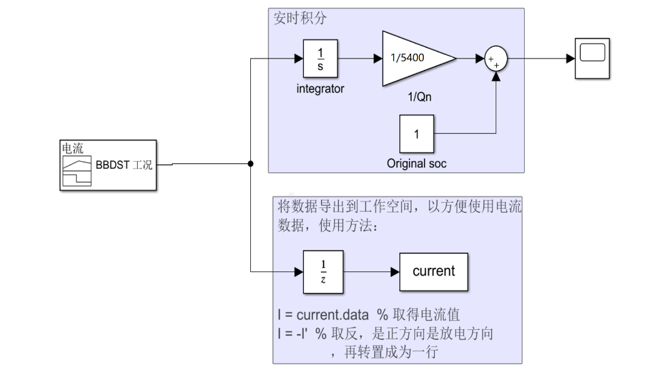 安时积分
1
s
integrator
1/5400
1/Qn
+
+
1
Original soc
电流
BBDST 工况
将数据导出到工作空间，以方便使用电流
数据，使用方法：
1
z
current
I = current.data  % 取得电流值
I = -I'  % 取反，是正方向是放电方向
，再转置成为一行